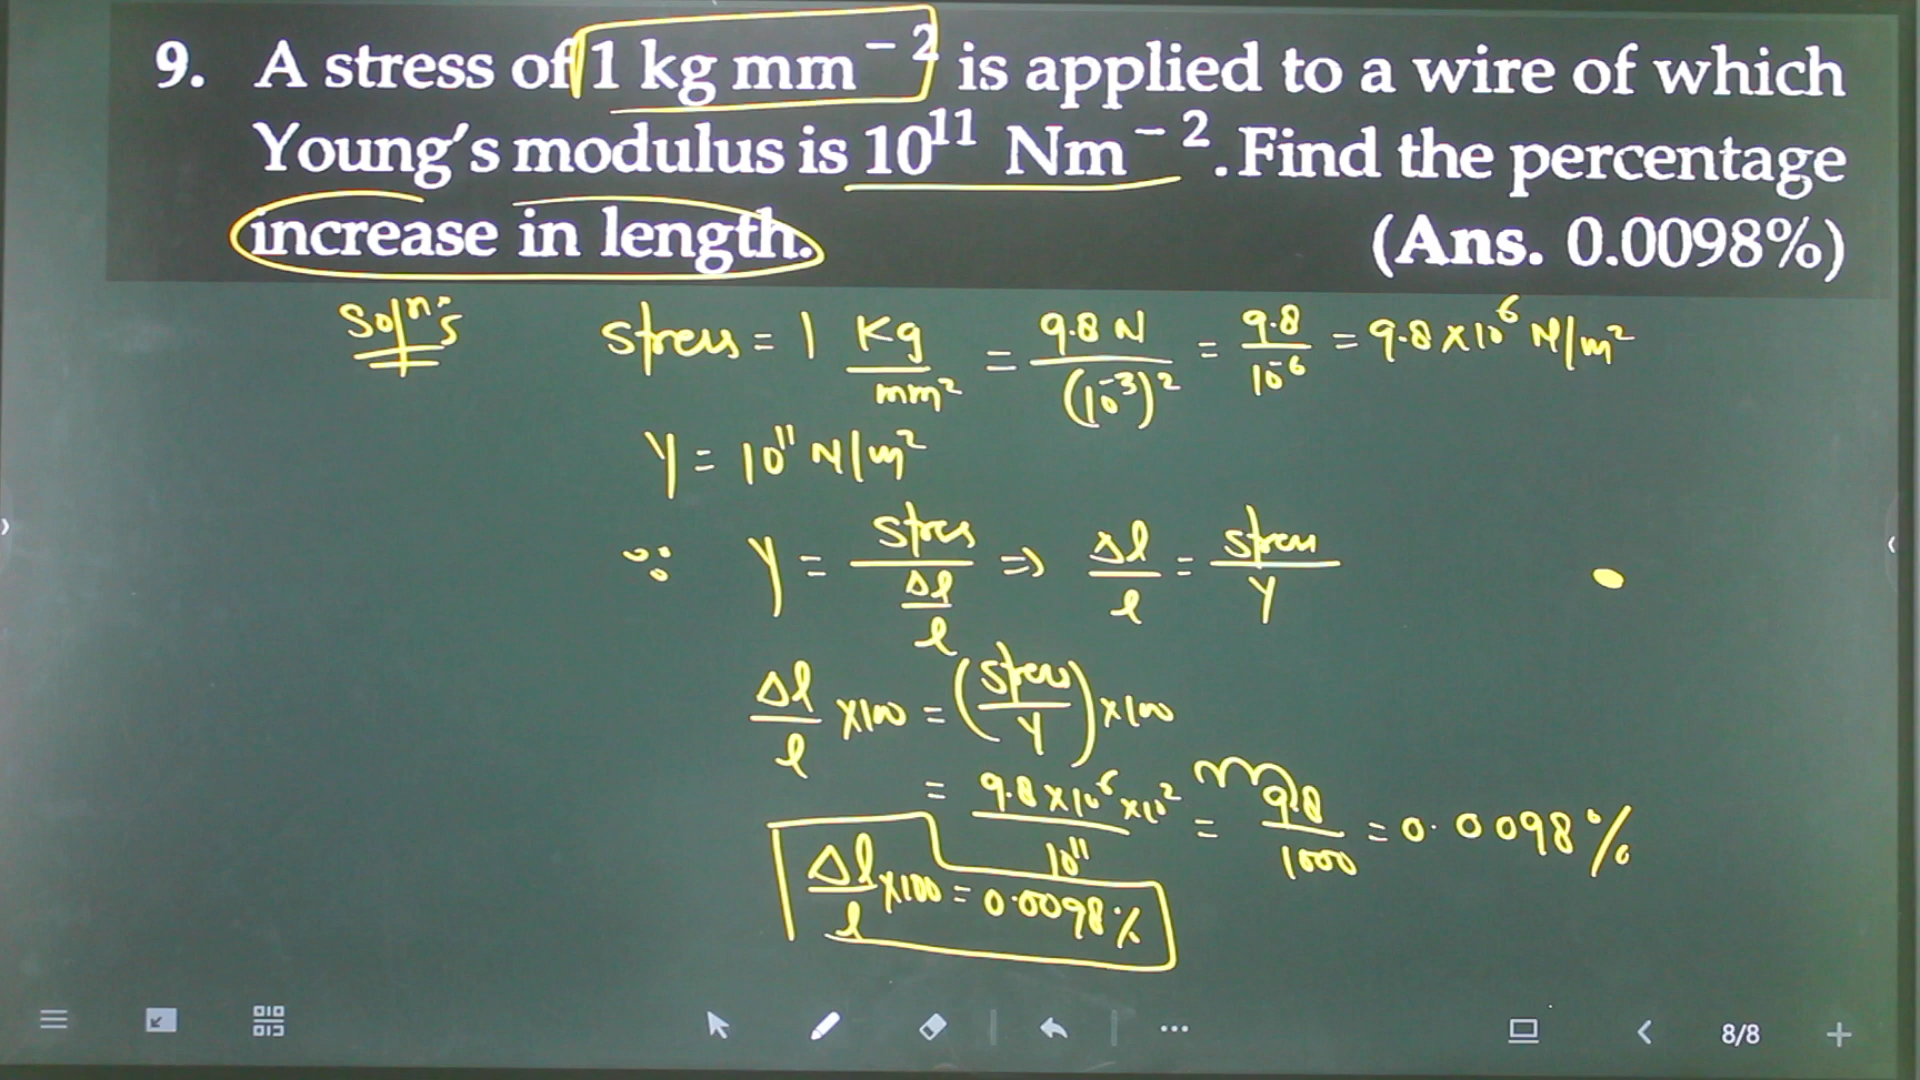 9. A stress of 1 kg mm⁻² is applied to a wire of which
Young's modulus is 10¹¹ Nm⁻². Find the percentage
increase in length. (Ans. 0.0098%)
Solⁿ:s stress = 1 Kg/mm² = 9.8 N/(10⁻³)² = 9.8/10⁻⁶ = 9.8 × 10⁶ N/m²
Y = 10¹¹ N/m²
∵ Y = stress/(Δl/l) ⇒ Δl/l = stress/Y
Δl/l ×100 = (stress/Y) ×100
= 9.8 × 10⁶ × 10²/10¹¹ = 9.8/1000 = 0.0098 %
Δl/l ×100 = 0.0098 %
8/8